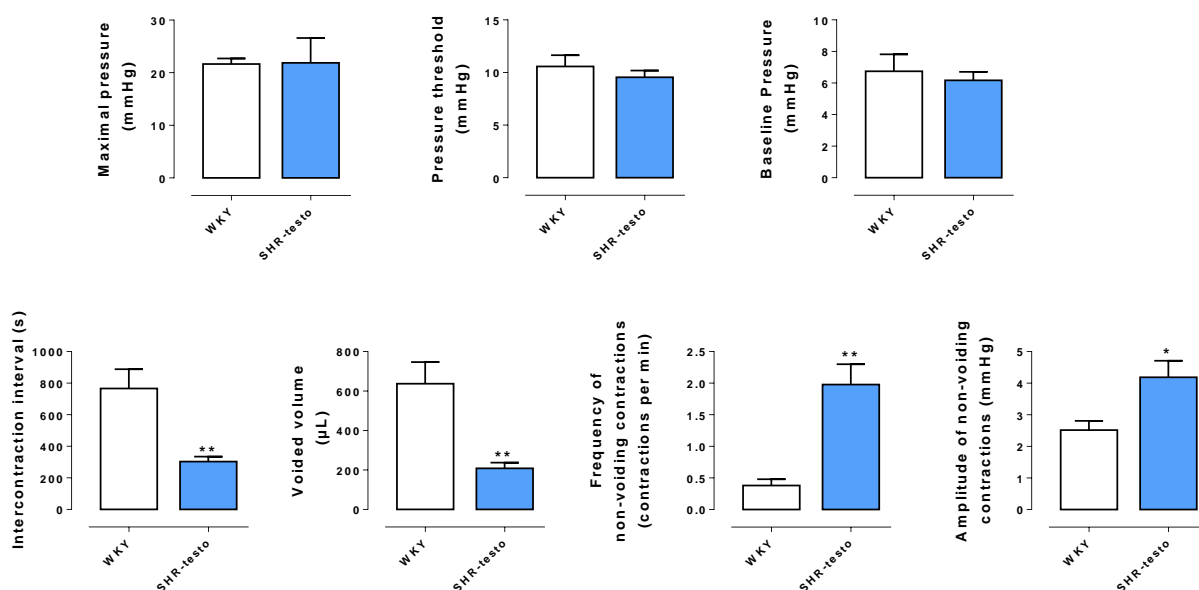 Maximal pressure
(mmHg)
30
20
10
0
WKY
SHR-testo
Pressure threshold
(mmHg)
15
10
5
0
WKY
SHR-testo
Baseline Pressure
(mmHg)
8
6
4
2
0
WKY
SHR-testo
Intercontraction interval (s)
1000
800
600
400
200
0
**
WKY
SHR-testo
Voided volume
(µL)
800
600
400
200
0
**
WKY
SHR-testo
Frequency of
non-voiding contractions
(contractions per min)
2.5
2.0
1.5
1.0
0.5
0.0
**
WKY
SHR-testo
Amplitude of non-voiding
contractions (mmHg)
5
4
3
2
1
0
*
WKY
SHR-testo